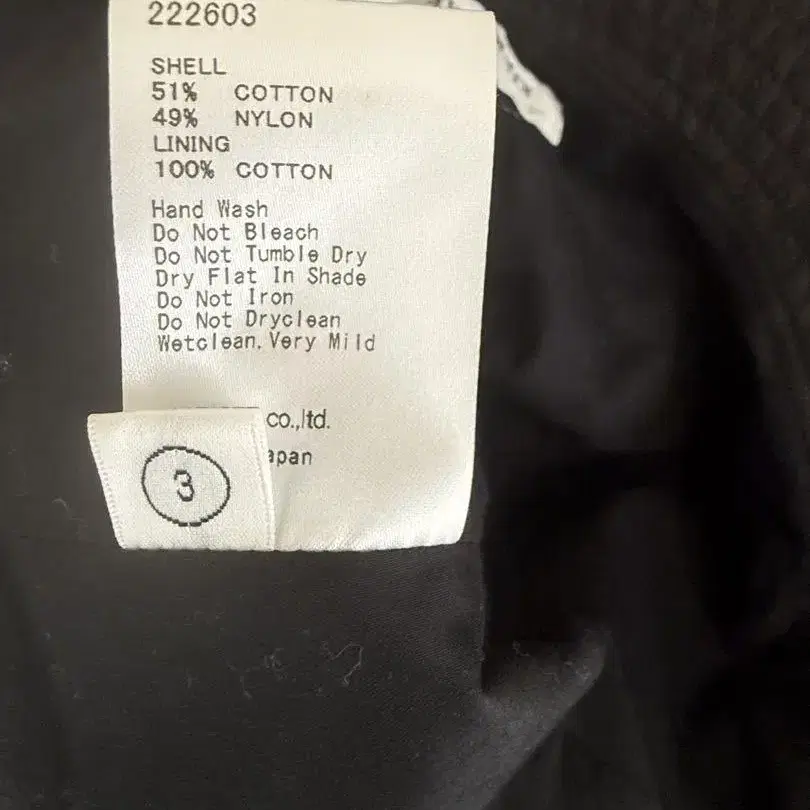 222603
SHELL
51% COTTON
49% NYLON
LINING
100% COTTON
Hand Wash
Do Not Bleach
Do Not Tumble Dry
Dry Flat In Shade
Do Not Iron
Do Not Dryclean
Wetclean, Very Mild
co.,ltd.
apan
3